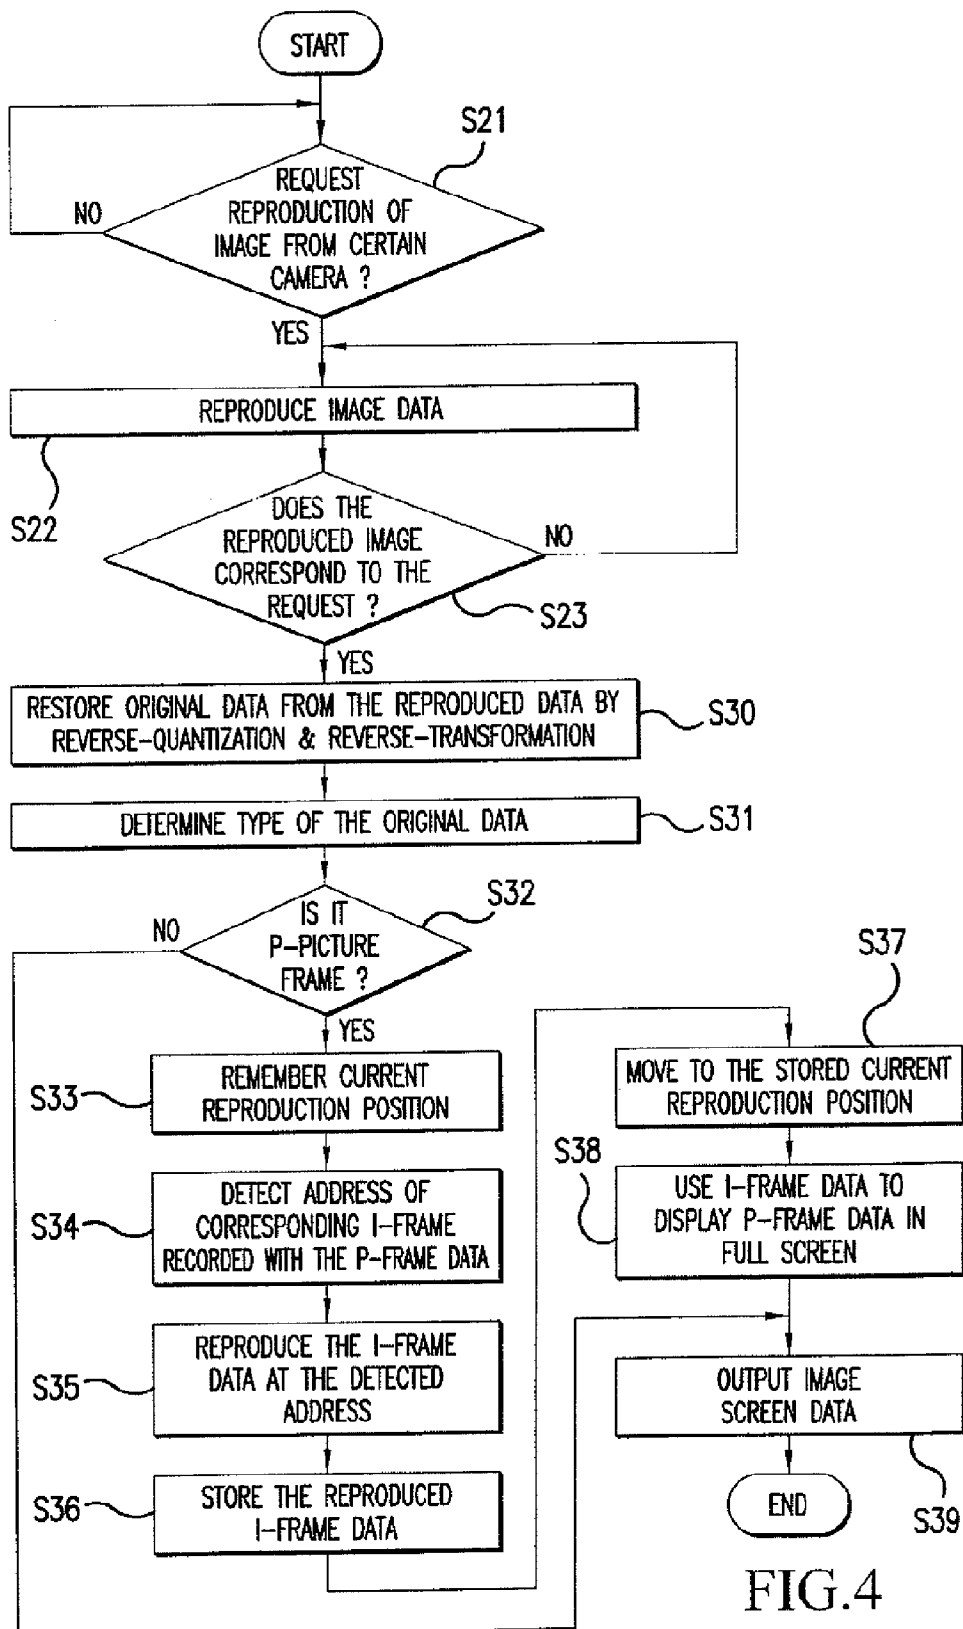 START
S21
REQUEST
REPRODUCTION OF
IMAGE FROM CERTAIN
CAMERA ?
NO
YES
REPRODUCE IMAGE DATA
S22
DOES THE
REPRODUCED IMAGE
CORRESPOND TO THE
REQUEST ?
NO
S23
YES
RESTORE ORIGINAL DATA FROM THE REPRODUCED DATA BY
REVERSE-QUANTIZATION & REVERSE-TRANSFORMATION
S30
DETERMINE TYPE OF THE ORIGINAL DATA
S31
IS IT
P-PICTURE
FRAME ?
S32
NO
YES
REMEMBER CURRENT
REPRODUCTION POSITION
S33
DETECT ADDRESS OF
CORRESPONDING I-FRAME
RECORDED WITH THE P-FRAME DATA
S34
REPRODUCE THE I-FRAME
DATA AT THE DETECTED
ADDRESS
S35
STORE THE REPRODUCED
I-FRAME DATA
S36
S37
MOVE TO THE STORED CURRENT
REPRODUCTION POSITION
S38
USE I-FRAME DATA TO
DISPLAY P-FRAME DATA IN
FULL SCREEN
OUTPUT IMAGE
SCREEN DATA
S39
END
FIG.4